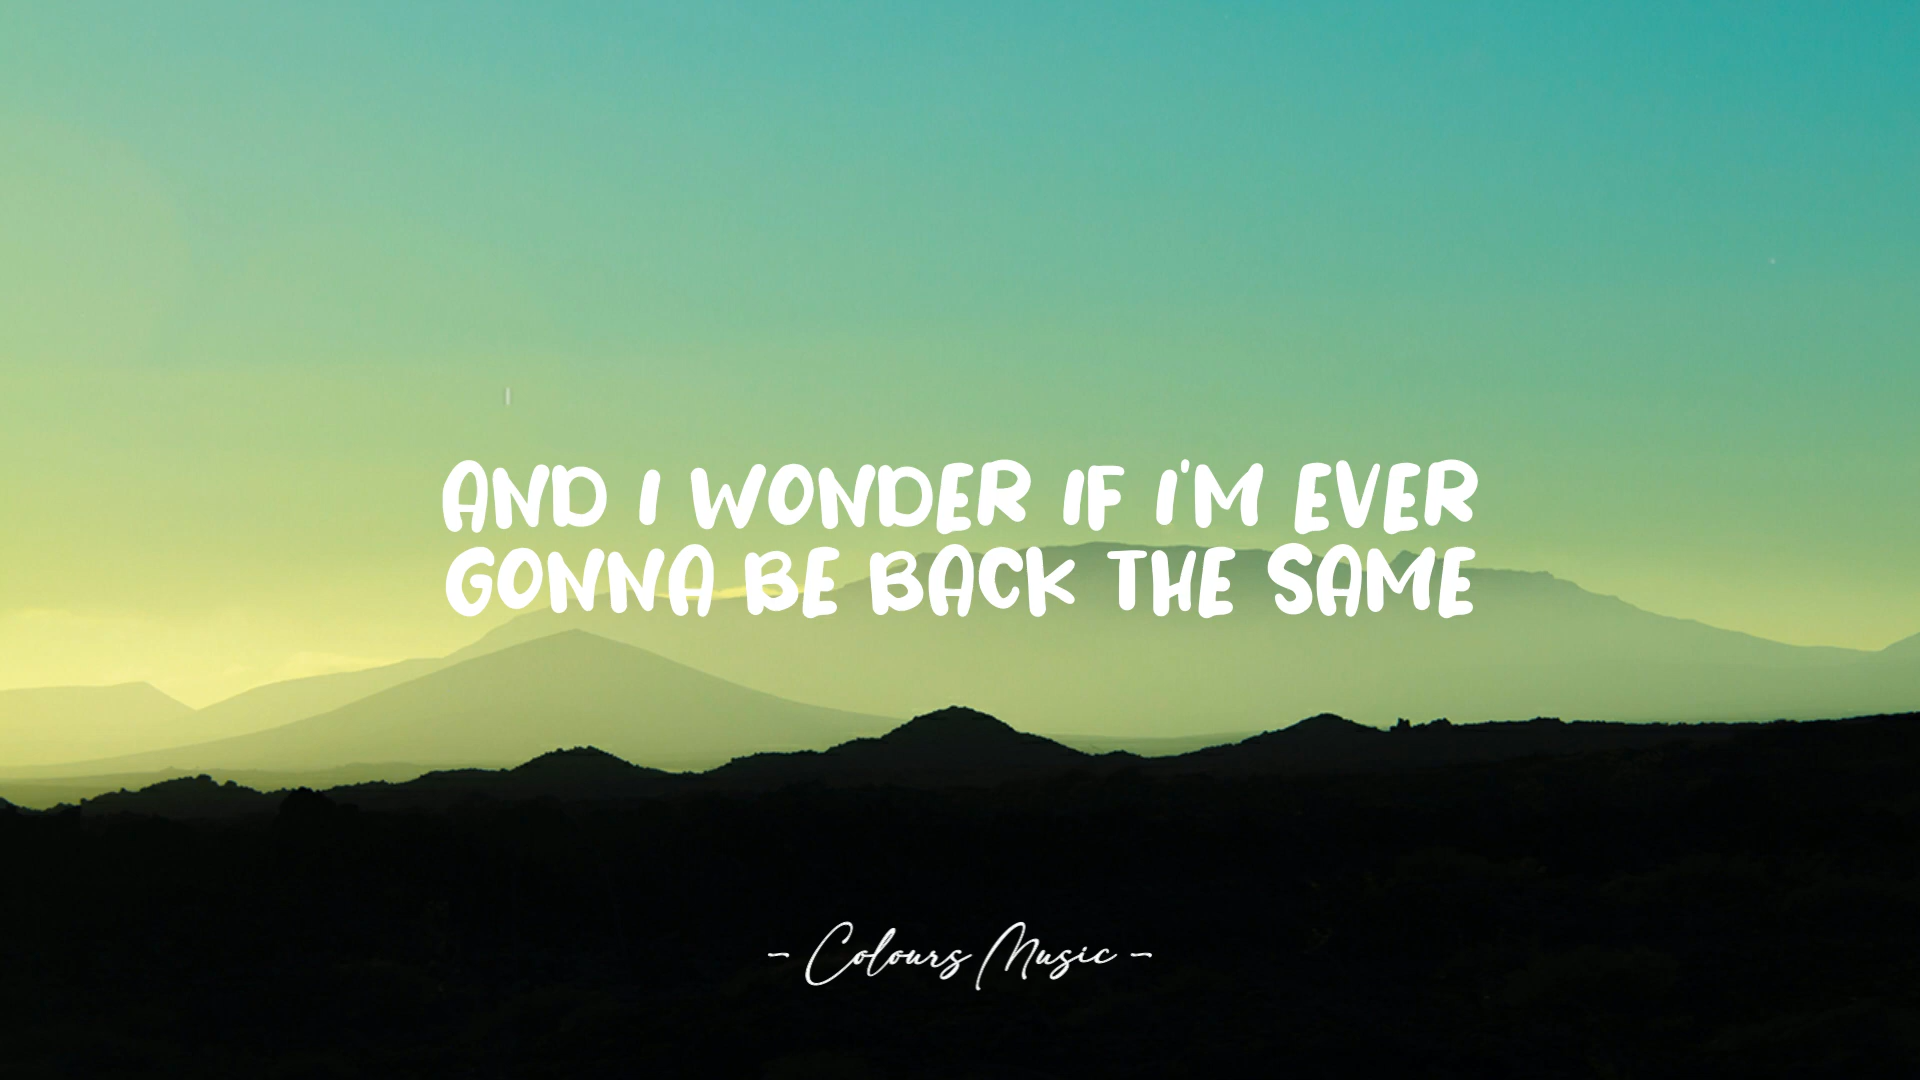 AND I WONDER IF I'M EVER
GONNA BE BACK THE SAME
- Colours Music -